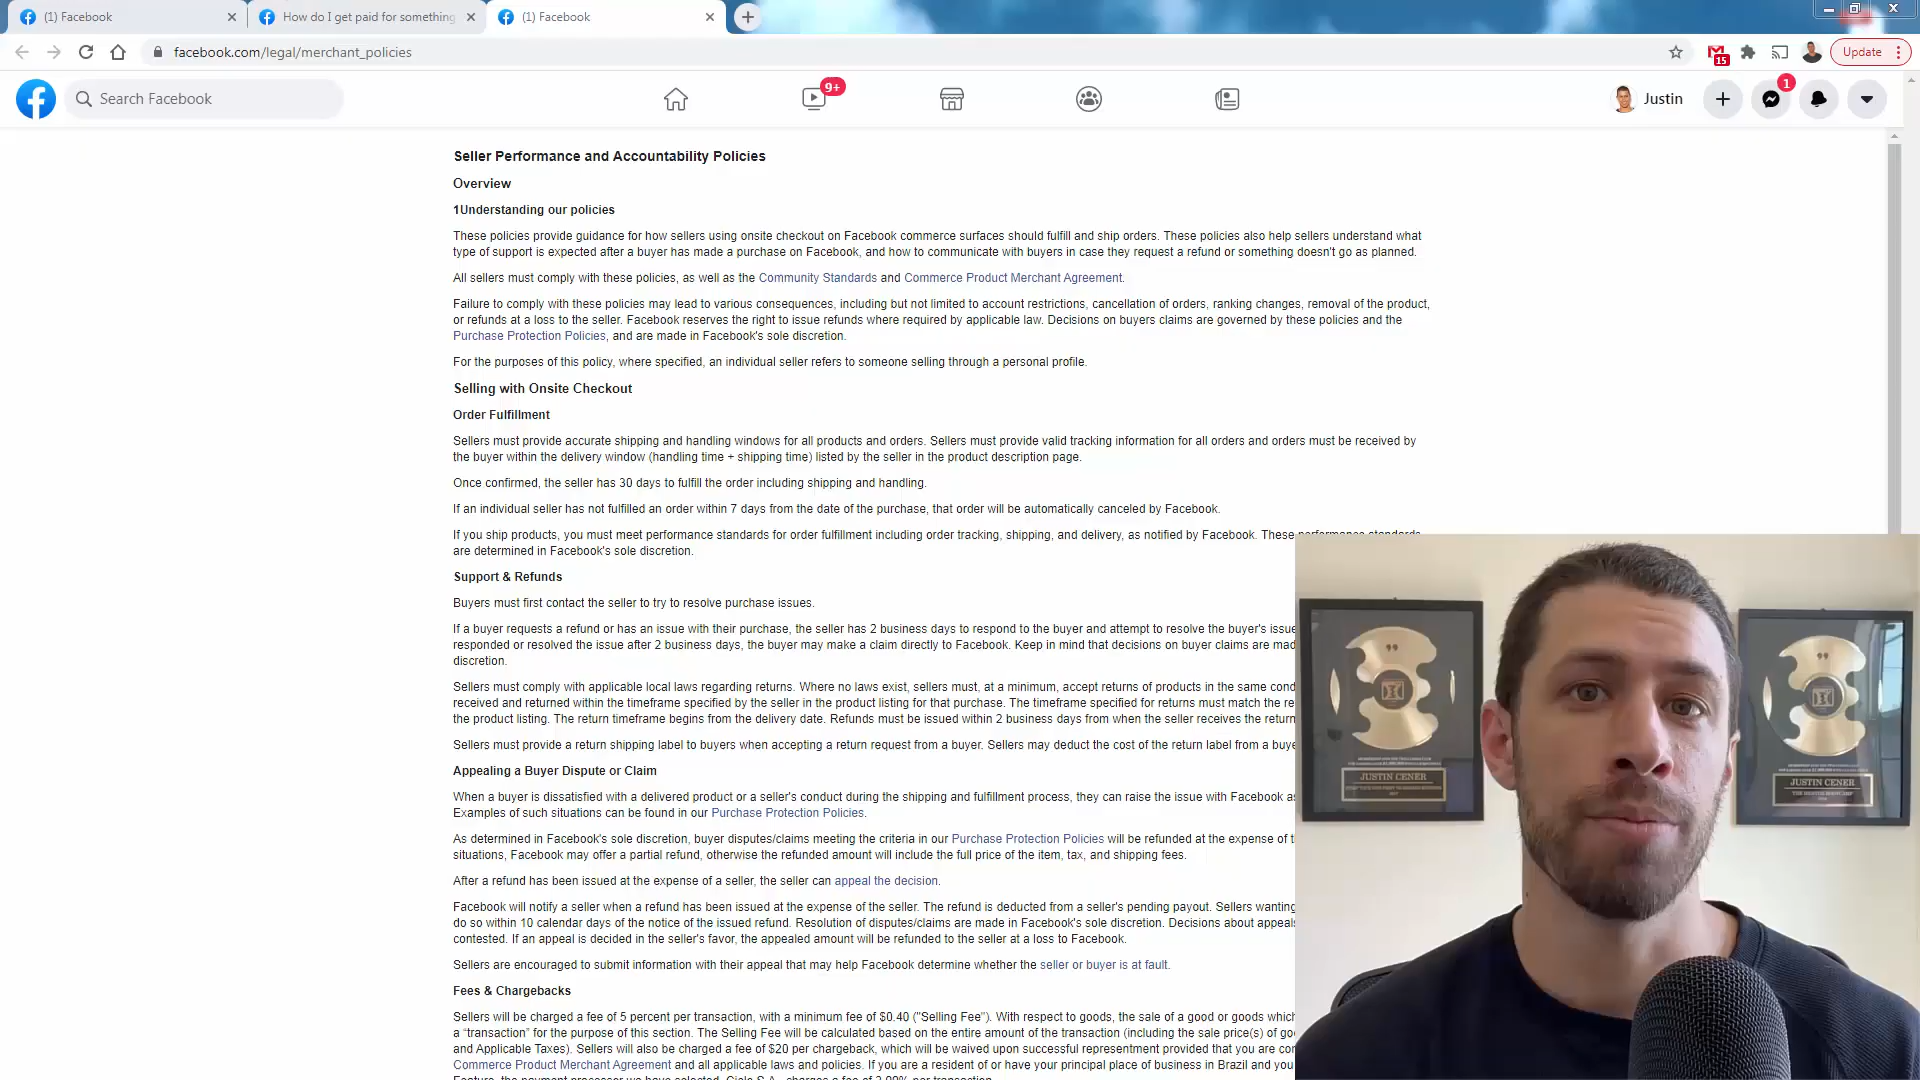 (1) Facebook
How do I get paid for something
(1) Facebook
facebook.com/legal/merchant_policies
15
Update
Search Facebook
9+
Justin
1
Seller Performance and Accountability Policies
Overview
1Understanding our policies
These policies provide guidance for how sellers using onsite checkout on Facebook commerce surfaces should fulfill and ship orders. These policies also help sellers understand what
type of support is expected after a buyer has made a purchase on Facebook, and how to communicate with buyers in case they request a refund or something doesn't go as planned.
All sellers must comply with these policies, as well as the Community Standards and Commerce Product Merchant Agreement.
Failure to comply with these policies may lead to various consequences, including but not limited to account restrictions, cancellation of orders, ranking changes, removal of the product,
or refunds at a loss to the seller. Facebook reserves the right to issue refunds where required by applicable law. Decisions on buyers claims are governed by these policies and the
Purchase Protection Policies, and are made in Facebook's sole discretion.
For the purposes of this policy, where specified, an individual seller refers to someone selling through a personal profile.
Selling with Onsite Checkout
Order Fulfillment
Sellers must provide accurate shipping and handling windows for all products and orders. Sellers must provide valid tracking information for all orders and orders must be received by
the buyer within the delivery window (handling time + shipping time) listed by the seller in the product description page.
Once confirmed, the seller has 30 days to fulfill the order including shipping and handling.
If an individual seller has not fulfilled an order within 7 days from the date of the purchase, that order will be automatically canceled by Facebook.
If you ship products, you must meet performance standards for order fulfillment including order tracking, shipping, and delivery, as notified by Facebook. These performance standards
are determined in Facebook's sole discretion.
Support & Refunds
Buyers must first contact the seller to try to resolve purchase issues.
If a buyer requests a refund or has an issue with their purchase, the seller has 2 business days to respond to the buyer and attempt to resolve the buyer's issue
responded or resolved the issue after 2 business days, the buyer may make a claim directly to Facebook. Keep in mind that decisions on buyer claims are mad
discretion.
Sellers must comply with applicable local laws regarding returns. Where no laws exist, sellers must, at a minimum, accept returns of products in the same cond
received and returned within the timeframe specified by the seller in the product listing for that purchase. The timeframe specified for returns must match the re
the product listing. The return timeframe begins from the delivery date. Refunds must be issued within 2 business days from when the seller receives the return
Sellers must provide a return shipping label to buyers when accepting a return request from a buyer. Sellers may deduct the cost of the return label from a buye
Appealing a Buyer Dispute or Claim
When a buyer is dissatisfied with a delivered product or a seller's conduct during the shipping and fulfillment process, they can raise the issue with Facebook as
Examples of such situations can be found in our Purchase Protection Policies.
As determined in Facebook's sole discretion, buyer disputes/claims meeting the criteria in our Purchase Protection Policies will be refunded at the expense of t
situations, Facebook may offer a partial refund, otherwise the refunded amount will include the full price of the item, tax, and shipping fees.
After a refund has been issued at the expense of a seller, the seller can appeal the decision.
Facebook will notify a seller when a refund has been issued at the expense of the seller. The refund is deducted from a seller's pending payout. Sellers wanting
do so within 10 calendar days of the notice of the issued refund. Resolution of disputes/claims are made in Facebook's sole discretion. Decisions about appeals
contested. If an appeal is decided in the seller's favor, the appealed amount will be refunded to the seller at a loss to Facebook.
Sellers are encouraged to submit information with their appeal that may help Facebook determine whether the seller or buyer is at fault.
Fees & Chargebacks
Sellers will be charged a fee of 5 percent per transaction, with a minimum fee of $0.40 ("Selling Fee"). With respect to goods, the sale of a good or goods which
a "transaction" for the purpose of this section. The Selling Fee will be calculated based on the entire amount of the transaction (including the sale price(s) of go
and Applicable Taxes). Sellers will also be charged a fee of $20 per chargeback, which will be waived upon successful representment provided that you are co
Commerce Product Merchant Agreement and all applicable laws and policies. If you are a resident of or have your principal place of business in Brazil and you
JUSTIN CENER
JUSTIN CENER